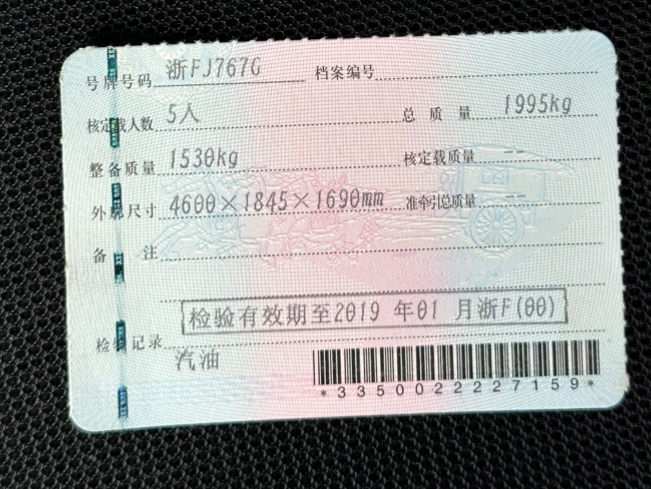 号牌号码 浙FJ767G 档案编号
核定载人数 5人 总质量 1995kg
整备质量 1530kg 核定载质量 --
外廓尺寸 4600×1845×1690mm 准牵引总质量 --
备注
检验有效期至2019年01月浙F(00)
检验记录
汽油
*3350022227159*